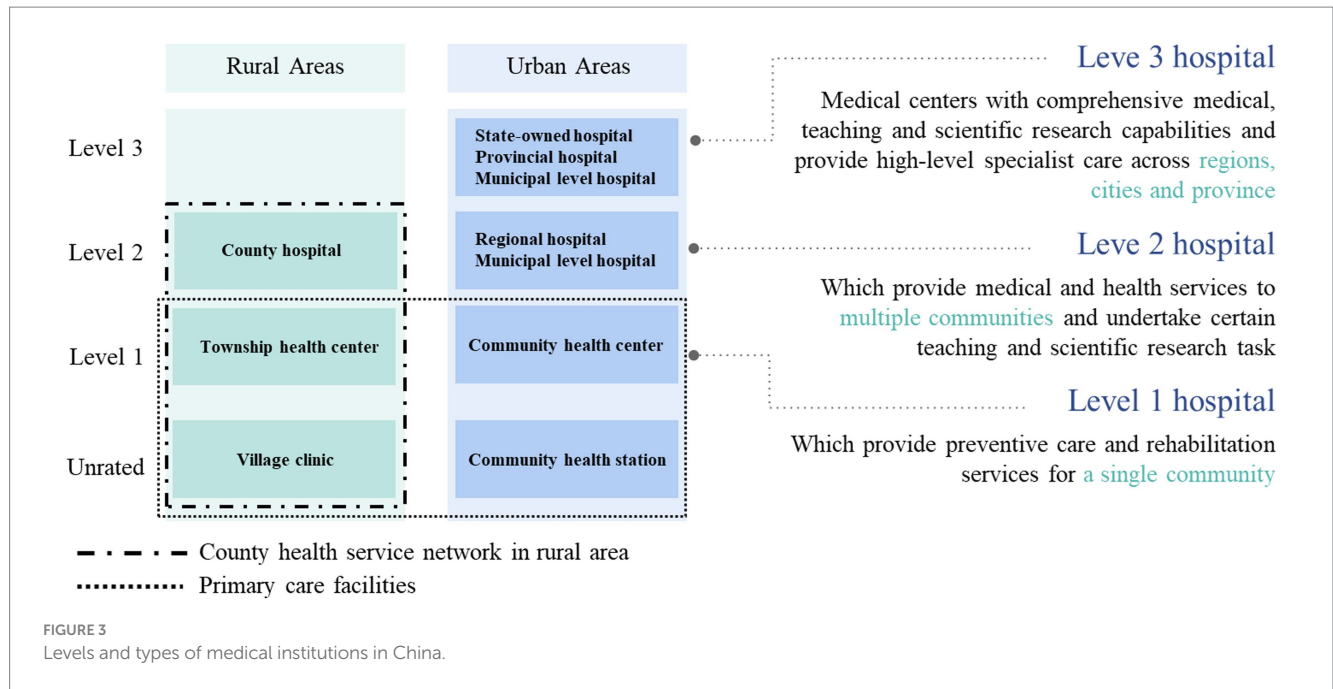 Rural Areas
Urban Areas
Level 3
State-owned hospital
Provincial hospital
Municipal level hospital
Level 2
County hospital
Regional hospital
Municipal level hospital
Level 1
Township health center
Community health center
Unrated
Village clinic
Community health station
Leve 3 hospital
Medical centers with comprehensive medical,
teaching and scientific research capabilities and
provide high-level specialist care across regions,
cities and province
Leve 2 hospital
Which provide medical and health services to
multiple communities and undertake certain
teaching and scientific research task
Level 1 hospital
Which provide preventive care and rehabilitation
services for a single community
County health service network in rural area
Primary care facilities
FIGURE 3
Levels and types of medical institutions in China.